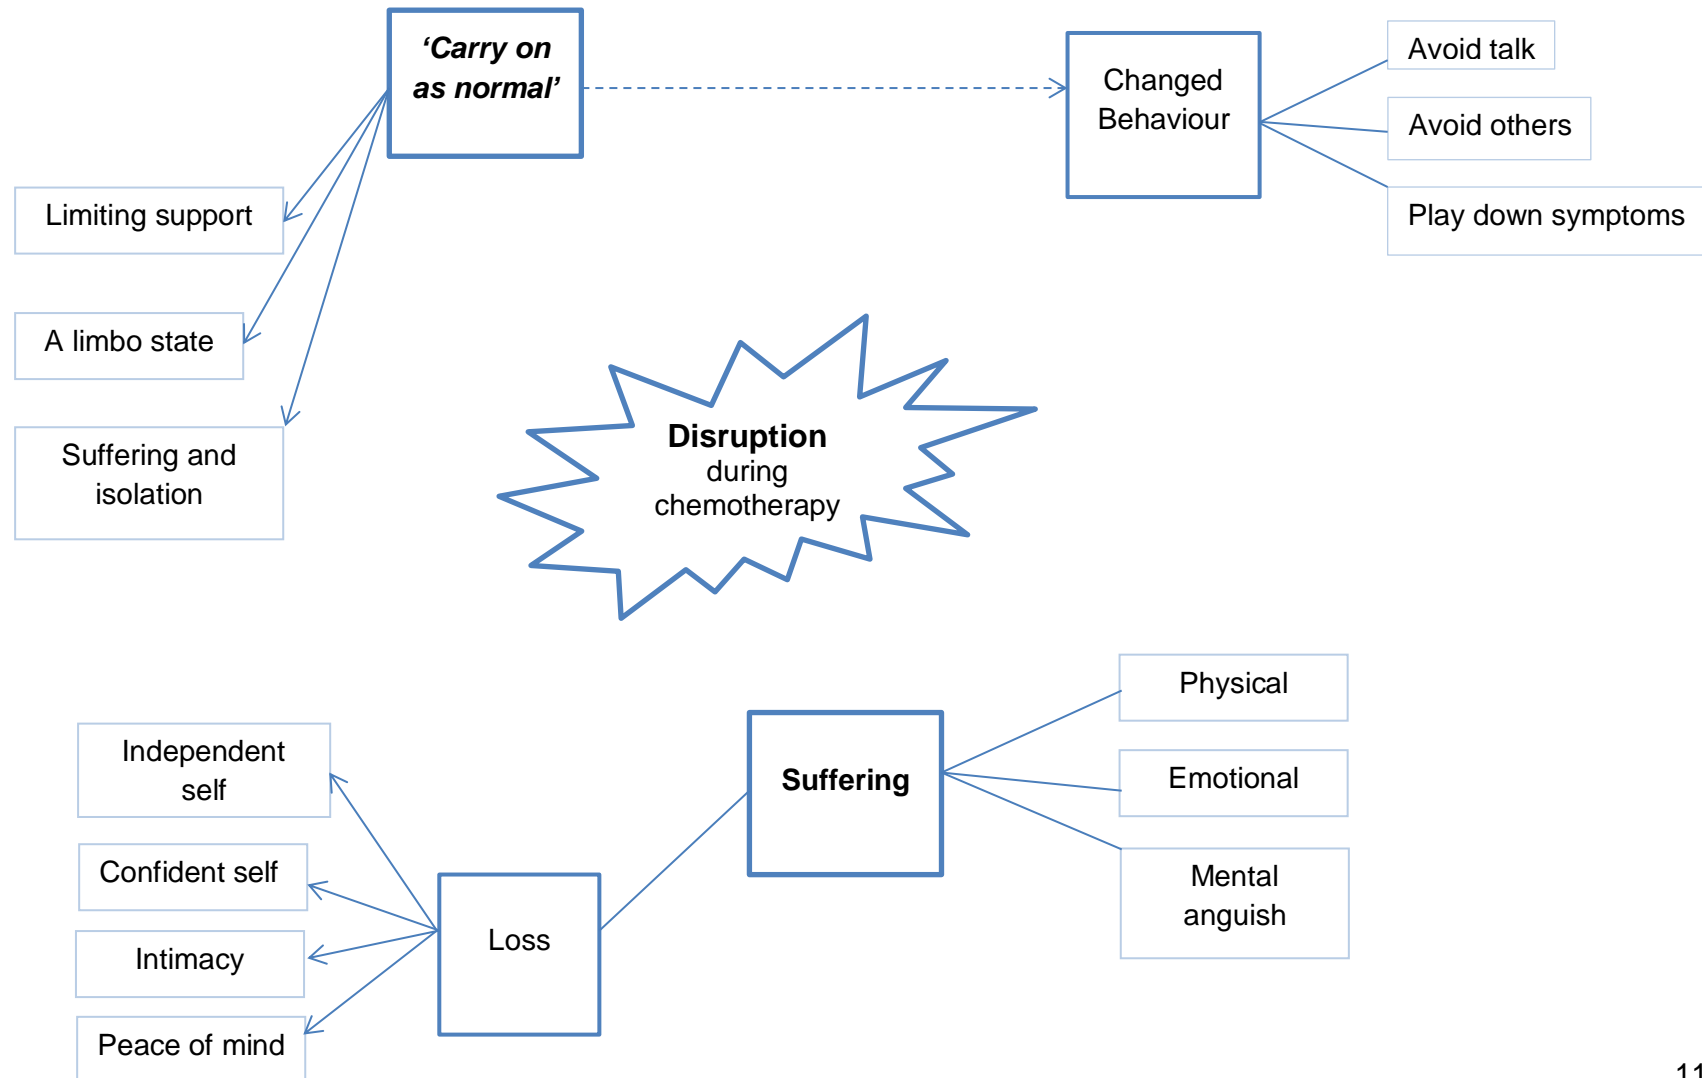 ‘Carry on
as normal’
Changed
Behaviour
Avoid talk
Avoid others
Play down symptoms
Limiting support
A limbo state
Suffering and
isolation
Disruption
during
chemotherapy
Physical
Emotional
Mental
anguish
Suffering
Independent
self
Confident self
Intimacy
Peace of mind
Loss
11